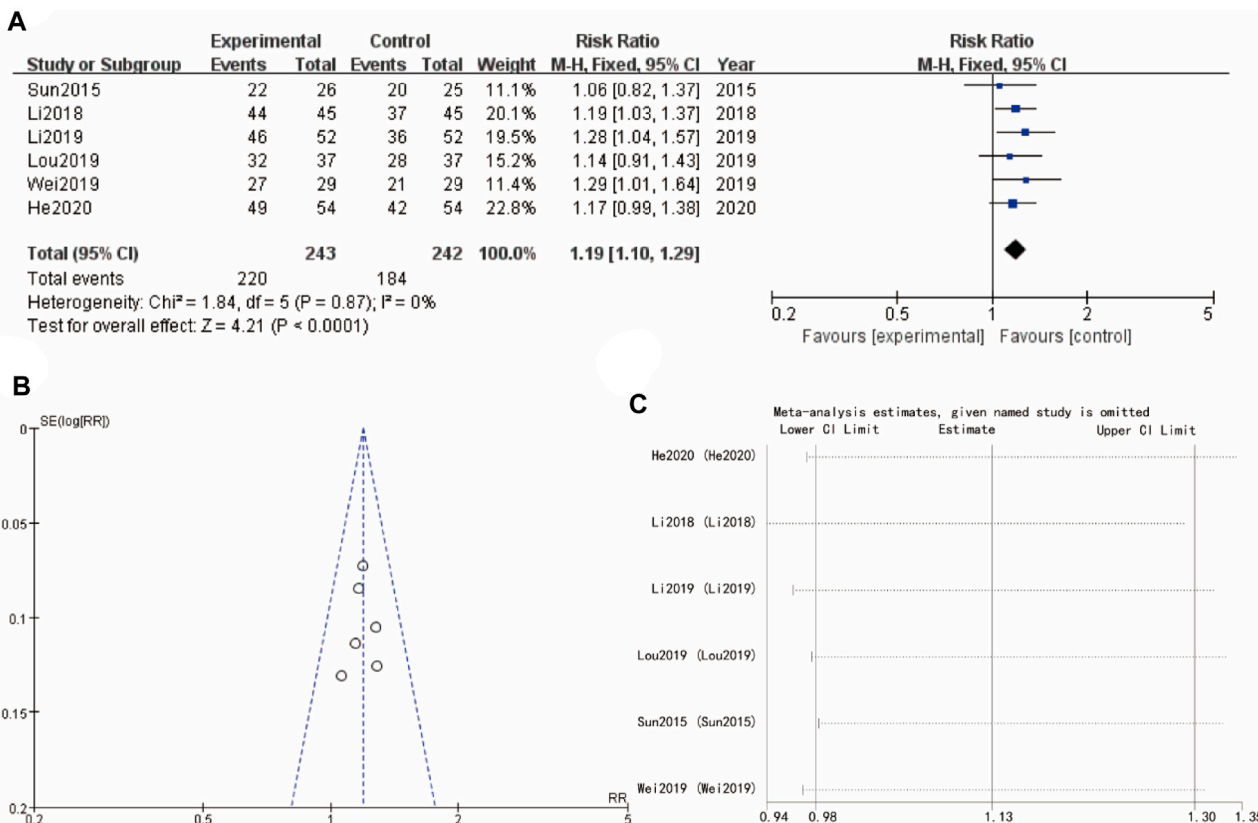 A
Experimental Control Risk Ratio Risk Ratio
Study or Subgroup Events Total Events Total Weight M-H, Fixed, 95% CI Year M-H, Fixed, 95% CI
Sun2015 22 26 20 25 11.1% 1.06 [0.82, 1.37] 2015
Li2018 44 45 37 45 20.1% 1.19 [1.03, 1.37] 2018
Li2019 46 52 36 52 19.5% 1.28 [1.04, 1.57] 2019
Lou2019 32 37 28 37 15.2% 1.14 [0.91, 1.43] 2019
Wei2019 27 29 21 29 11.4% 1.29 [1.01, 1.64] 2019
He2020 49 54 42 54 22.8% 1.17 [0.99, 1.38] 2020
Total (95% CI) 243 242 100.0% 1.19 [1.10, 1.29]
Total events 220 184
Heterogeneity: Chi² = 1.84, df = 5 (P = 0.87); I² = 0%
Test for overall effect: Z = 4.21 (P < 0.0001)
0.2 0.5 1 2 5
Favours [experimental] Favours [control]
B
SE(log[RR])
0
0.05
0.1
0.15
0.2
RR
0.2 0.5 1 2 5
C
Meta-analysis estimates, given named study is omitted
Lower CI Limit Estimate Upper CI Limit
He2020 (He2020)
Li2018 (Li2018)
Li2019 (Li2019)
Lou2019 (Lou2019)
Sun2015 (Sun2015)
Wei2019 (Wei2019)
0.94 0.98 1.13 1.30